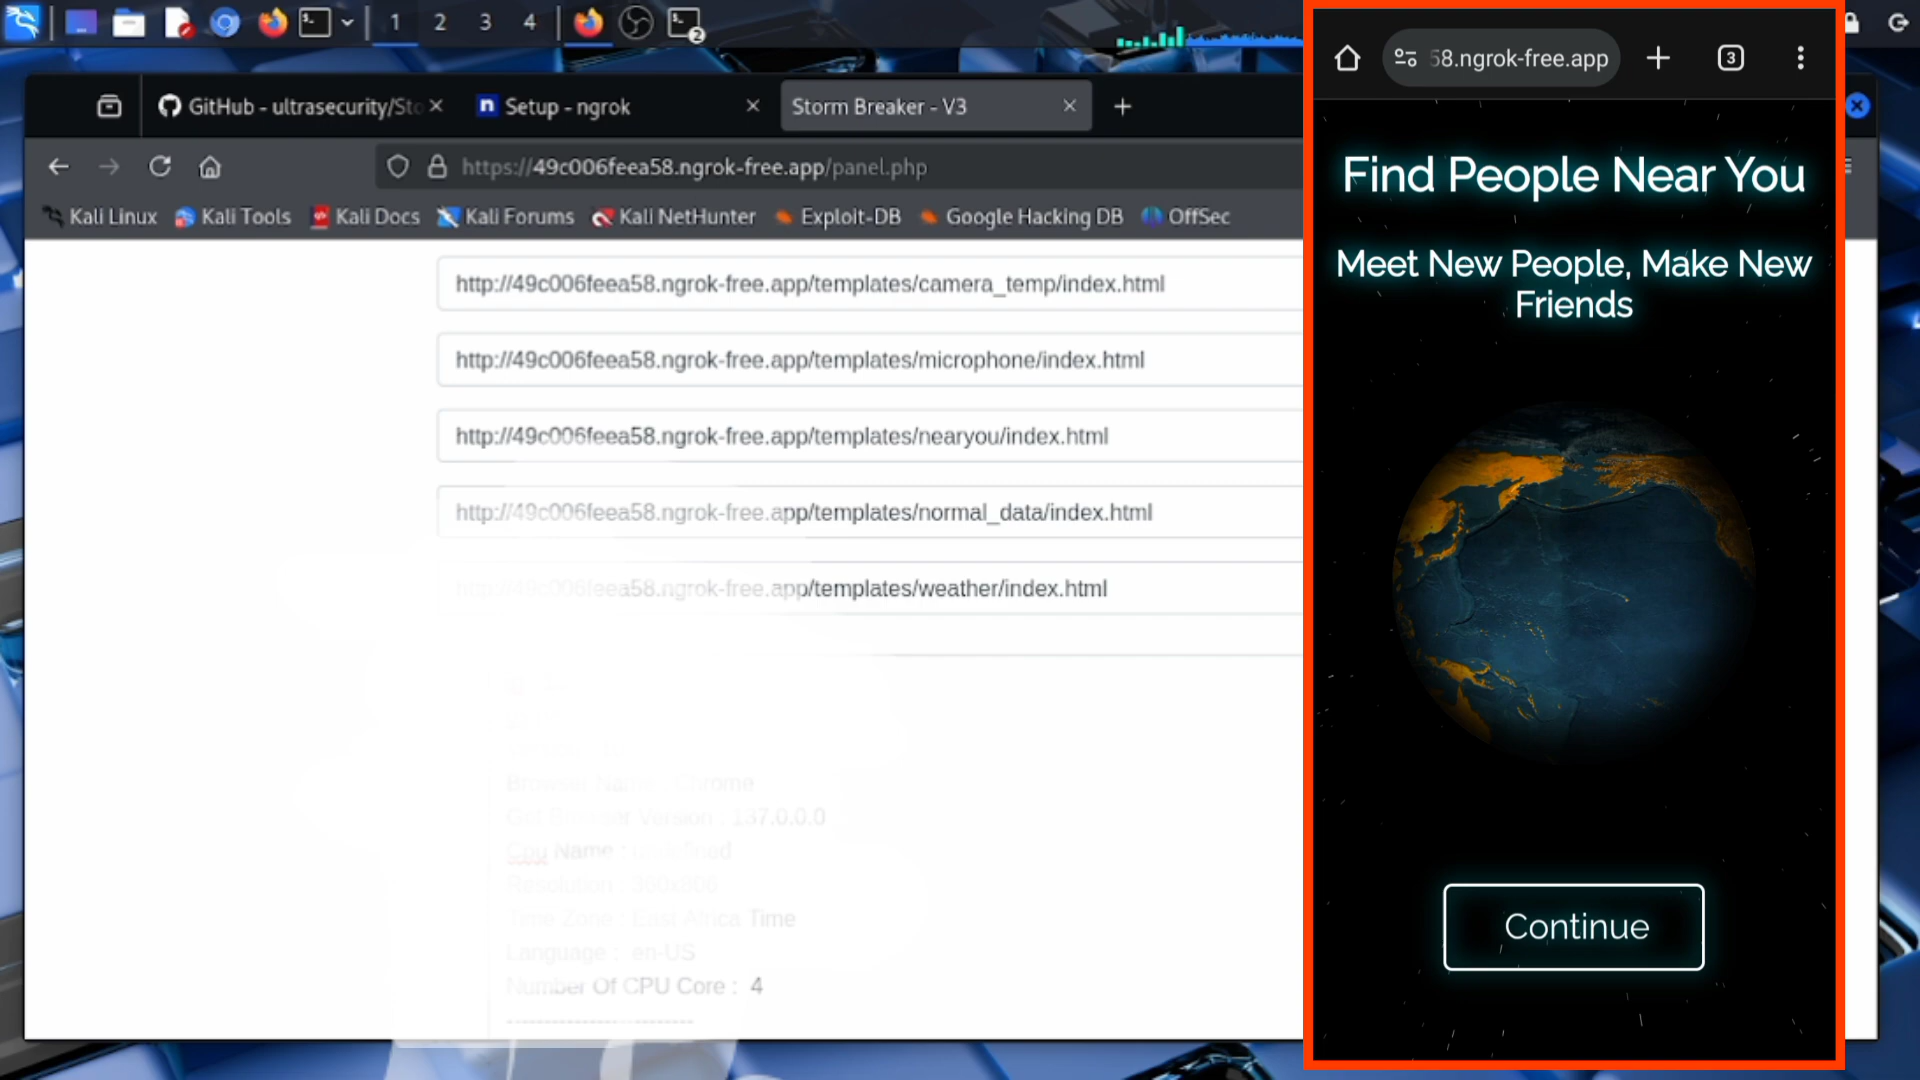 1 2 3 4
2
GitHub - ultrasecurity/Sto
Setup - ngrok
Storm Breaker - V3
https://49c006feea58.ngrok-free.app/panel.php
Kali Linux
Kali Tools
Kali Docs
Kali Forums
Kali NetHunter
Exploit-DB
Google Hacking DB
OffSec
http://49c006feea58.ngrok-free.app/templates/camera_temp/index.html
http://49c006feea58.ngrok-free.app/templates/microphone/index.html
http://49c006feea58.ngrok-free.app/templates/nearyou/index.html
http://49c006feea58.ngrok-free.app/templates/normal_data/index.html
http://49c006feea58.ngrok-free.app/templates/weather/index.html
Browser Name : Chrome
Get Browser Version : 137.0.0.0
Cpu Name : undefined
Resolution : 360x806
Time Zone : East Africa Time
Language : en-US
Number Of CPU Core : 4
------------------------
58.ngrok-free.app
3
Find People Near You
Meet New People, Make New
Friends
Continue